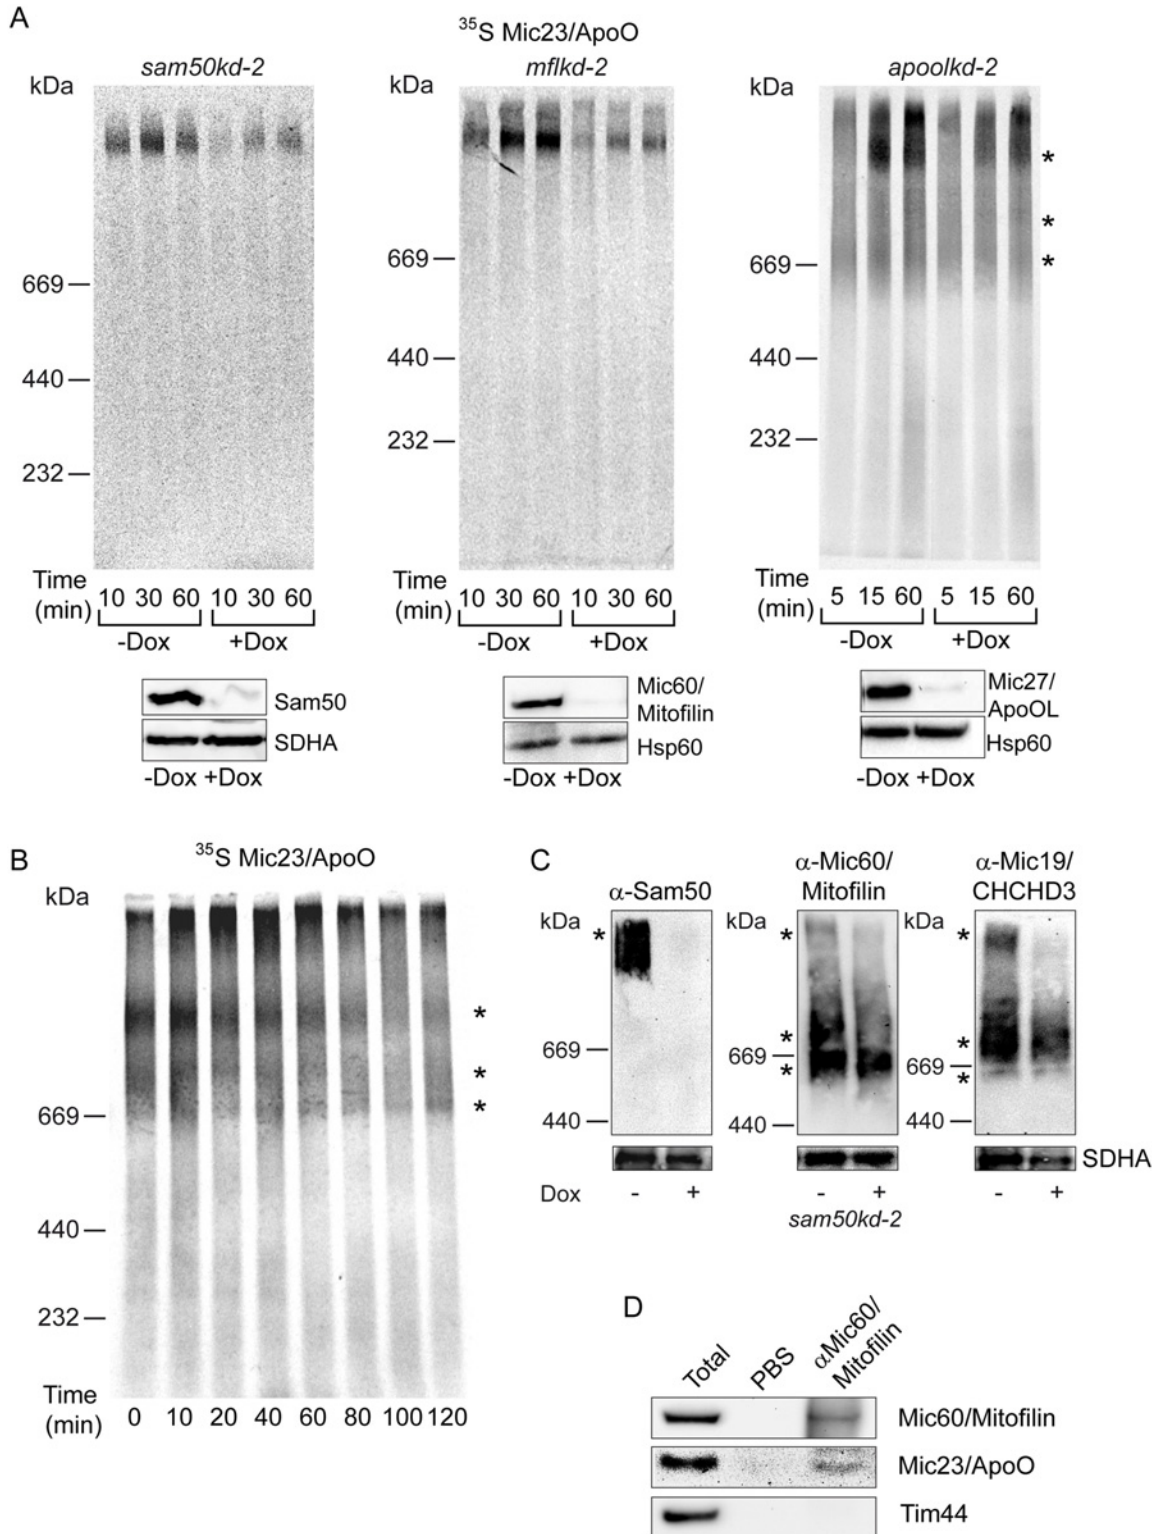 A
³⁵S Mic23/ApoO
sam50kd-2
mflkd-2
apoolkd-2
kDa
kDa
kDa
*
*
*
669
440
232
669
440
232
669
440
232
Time (min)
10 30 60 10 30 60
-Dox +Dox
Time (min)
10 30 60 10 30 60
-Dox +Dox
Time (min)
5 15 60 5 15 60
-Dox +Dox
Sam50
SDHA
-Dox +Dox
Mic60/
Mitofilin
Hsp60
-Dox +Dox
Mic27/
ApoOL
Hsp60
-Dox +Dox
B
³⁵S Mic23/ApoO
kDa
*
*
*
669
440
232
Time
(min)
0 10 20 40 60 80 100 120
C
α-Sam50
kDa
*
669
440
α-Mic60/
Mitofilin
kDa
*
*
669
*
440
α-Mic19/
CHCHD3
kDa
*
*
669
*
440
SDHA
Dox - + - + - +
sam50kd-2
D
Total
PBS
αMic60/
Mitofilin
Mic60/Mitofilin
Mic23/ApoO
Tim44